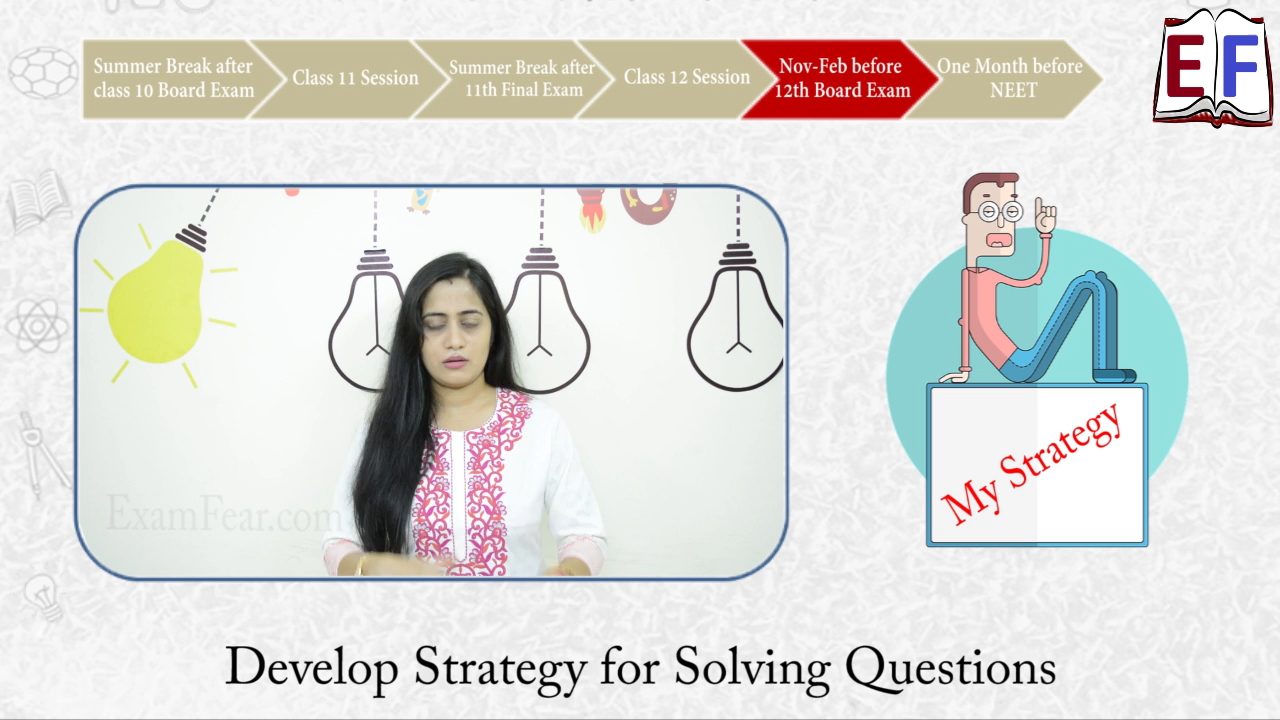 Summer Break after
class 10 Board Exam
Class 11 Session
Summer Break after
11th Final Exam
Class 12 Session
Nov-Feb before
12th Board Exam
One Month before
NEET
EF
My Strategy
ExamFear.com
Develop Strategy for Solving Questions